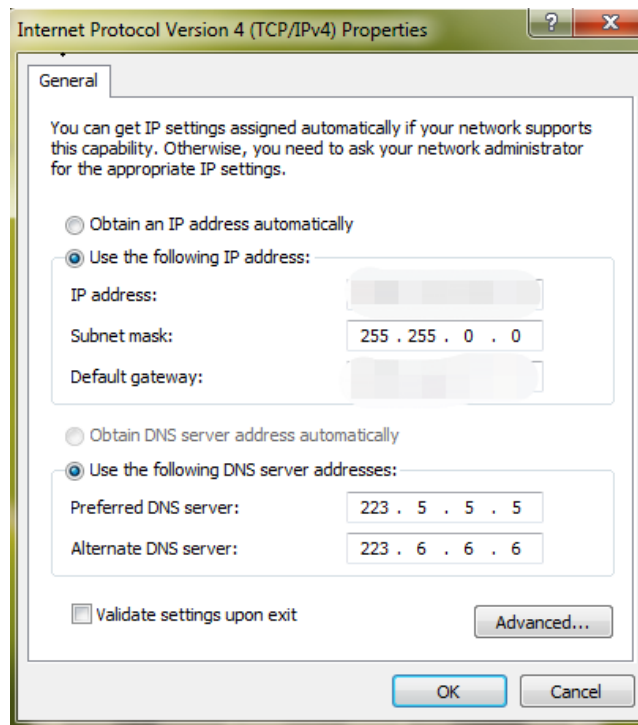 Internet Protocol Version 4 (TCP/IPv4) Properties
General
You can get IP settings assigned automatically if your network supports
this capability. Otherwise, you need to ask your network administrator
for the appropriate IP settings.
Obtain an IP address automatically
Use the following IP address:
IP address:
Subnet mask: 255 . 255 . 0 . 0
Default gateway:
Obtain DNS server address automatically
Use the following DNS server addresses:
Preferred DNS server: 223 . 5 . 5 . 5
Alternate DNS server: 223 . 6 . 6 . 6
Validate settings upon exit
Advanced...
OK Cancel